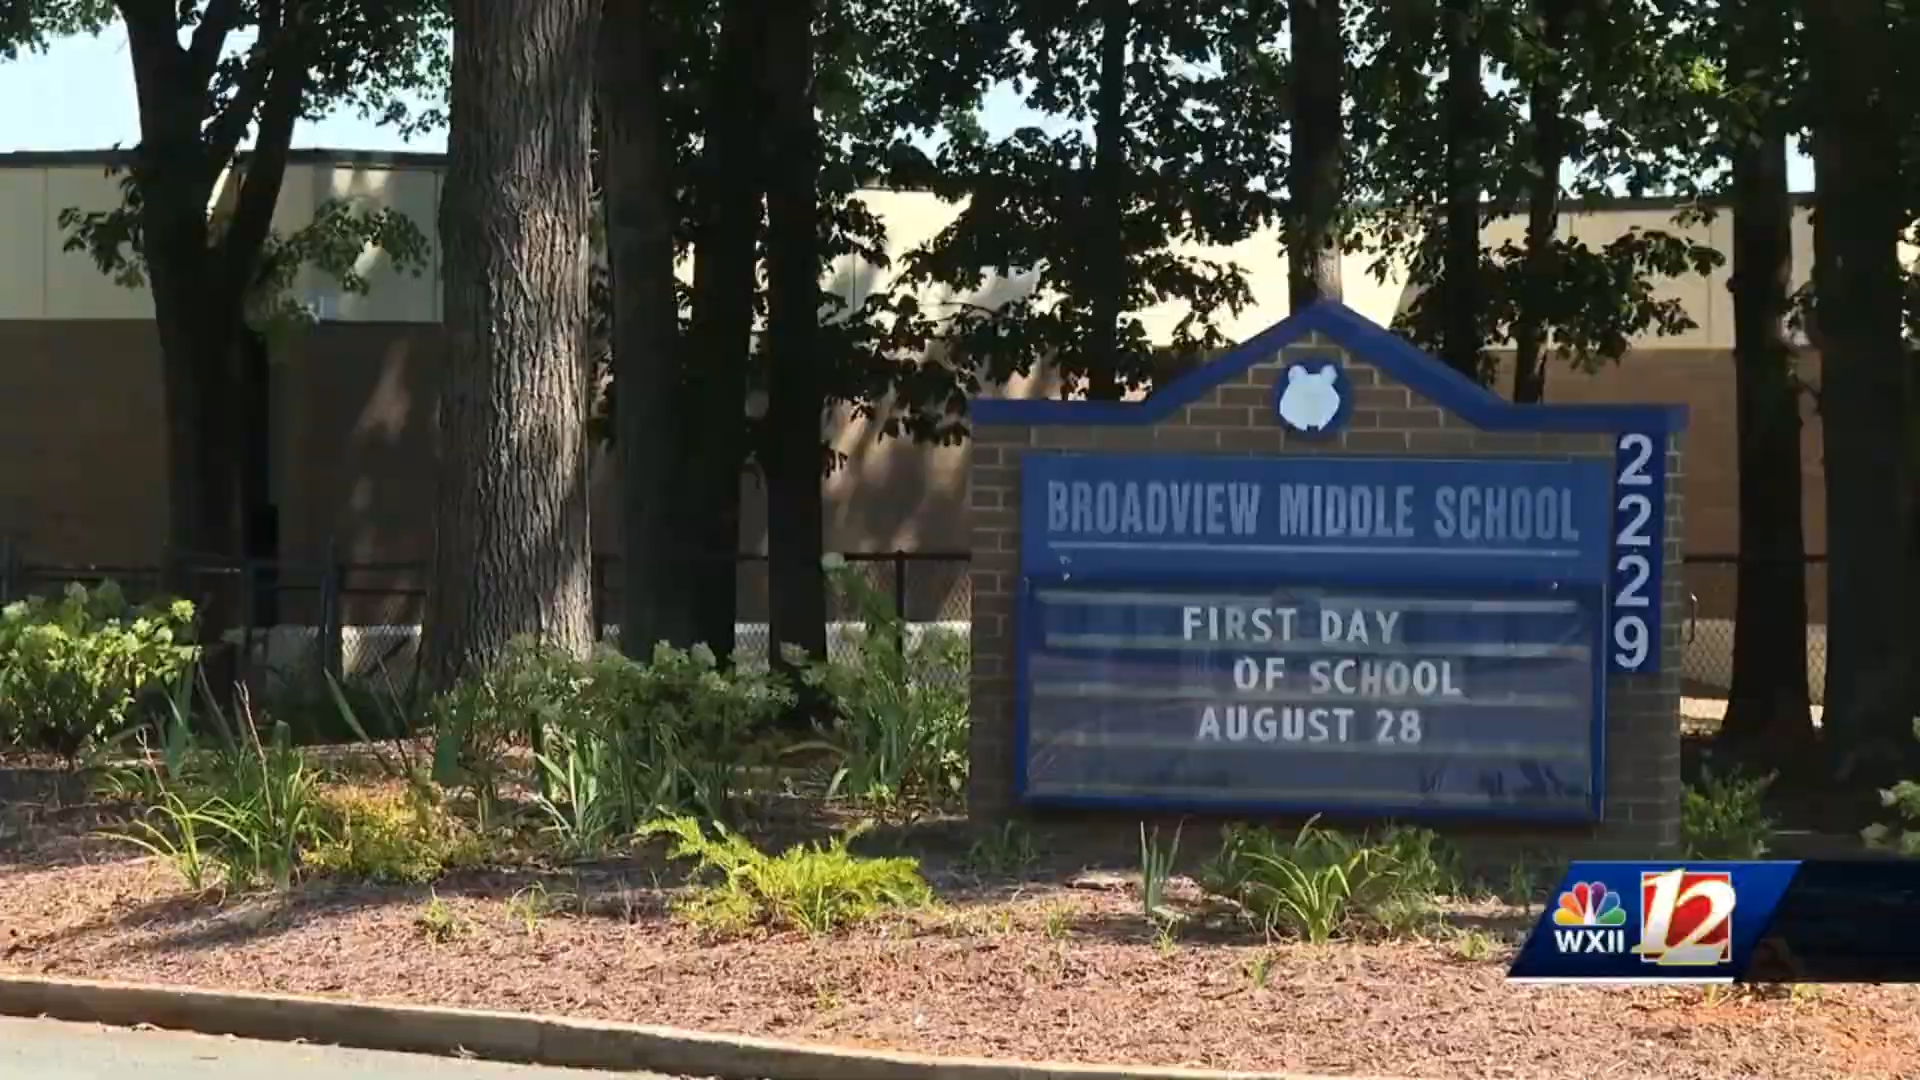 BROADVIEW MIDDLE SCHOOL
2229
FIRST DAY
OF SCHOOL
AUGUST 28
WXII 12